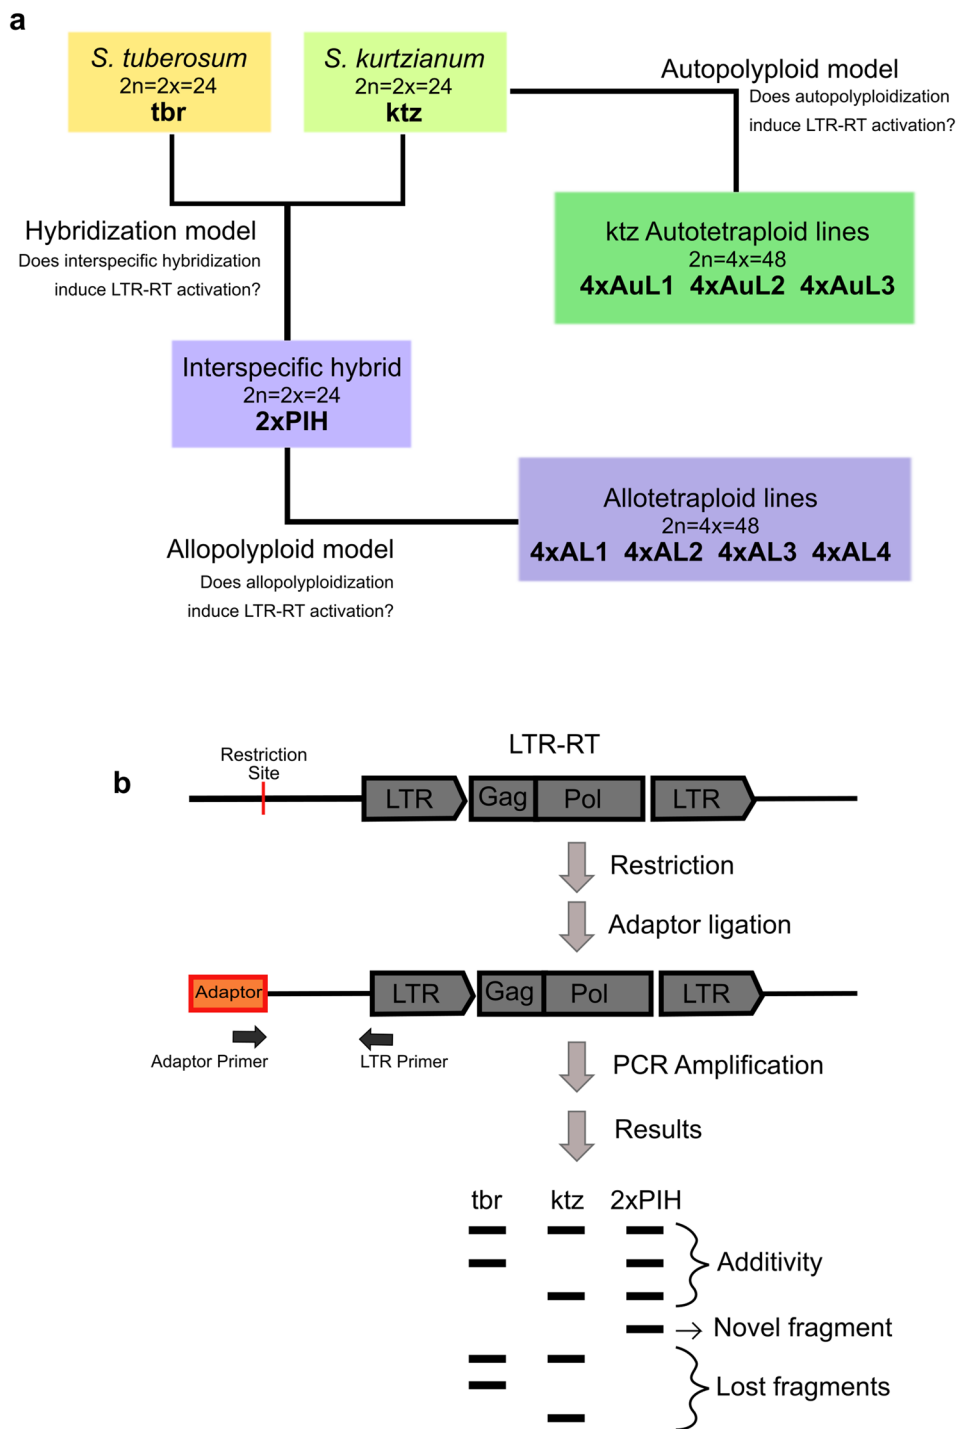 a
S. tuberosum
2n=2x=24
tbr
S. kurtzianum
2n=2x=24
ktz
Autopolyploid model
Does autopolyploidization
induce LTR-RT activation?
ktz Autotetraploid lines
2n=4x=48
4xAuL1 4xAuL2 4xAuL3
Hybridization model
Does interspecific hybridization
induce LTR-RT activation?
Interspecific hybrid
2n=2x=24
2xPIH
Allotetraploid lines
2n=4x=48
4xAL1 4xAL2 4xAL3 4xAL4
Allopolyploid model
Does allopolyploidization
induce LTR-RT activation?
b
Restriction
Site
LTR-RT
LTR Gag Pol LTR
Restriction
Adaptor ligation
Adaptor LTR Gag Pol LTR
Adaptor Primer LTR Primer
PCR Amplification
Results
tbr ktz 2xPIH
Additivity
Novel fragment
Lost fragments